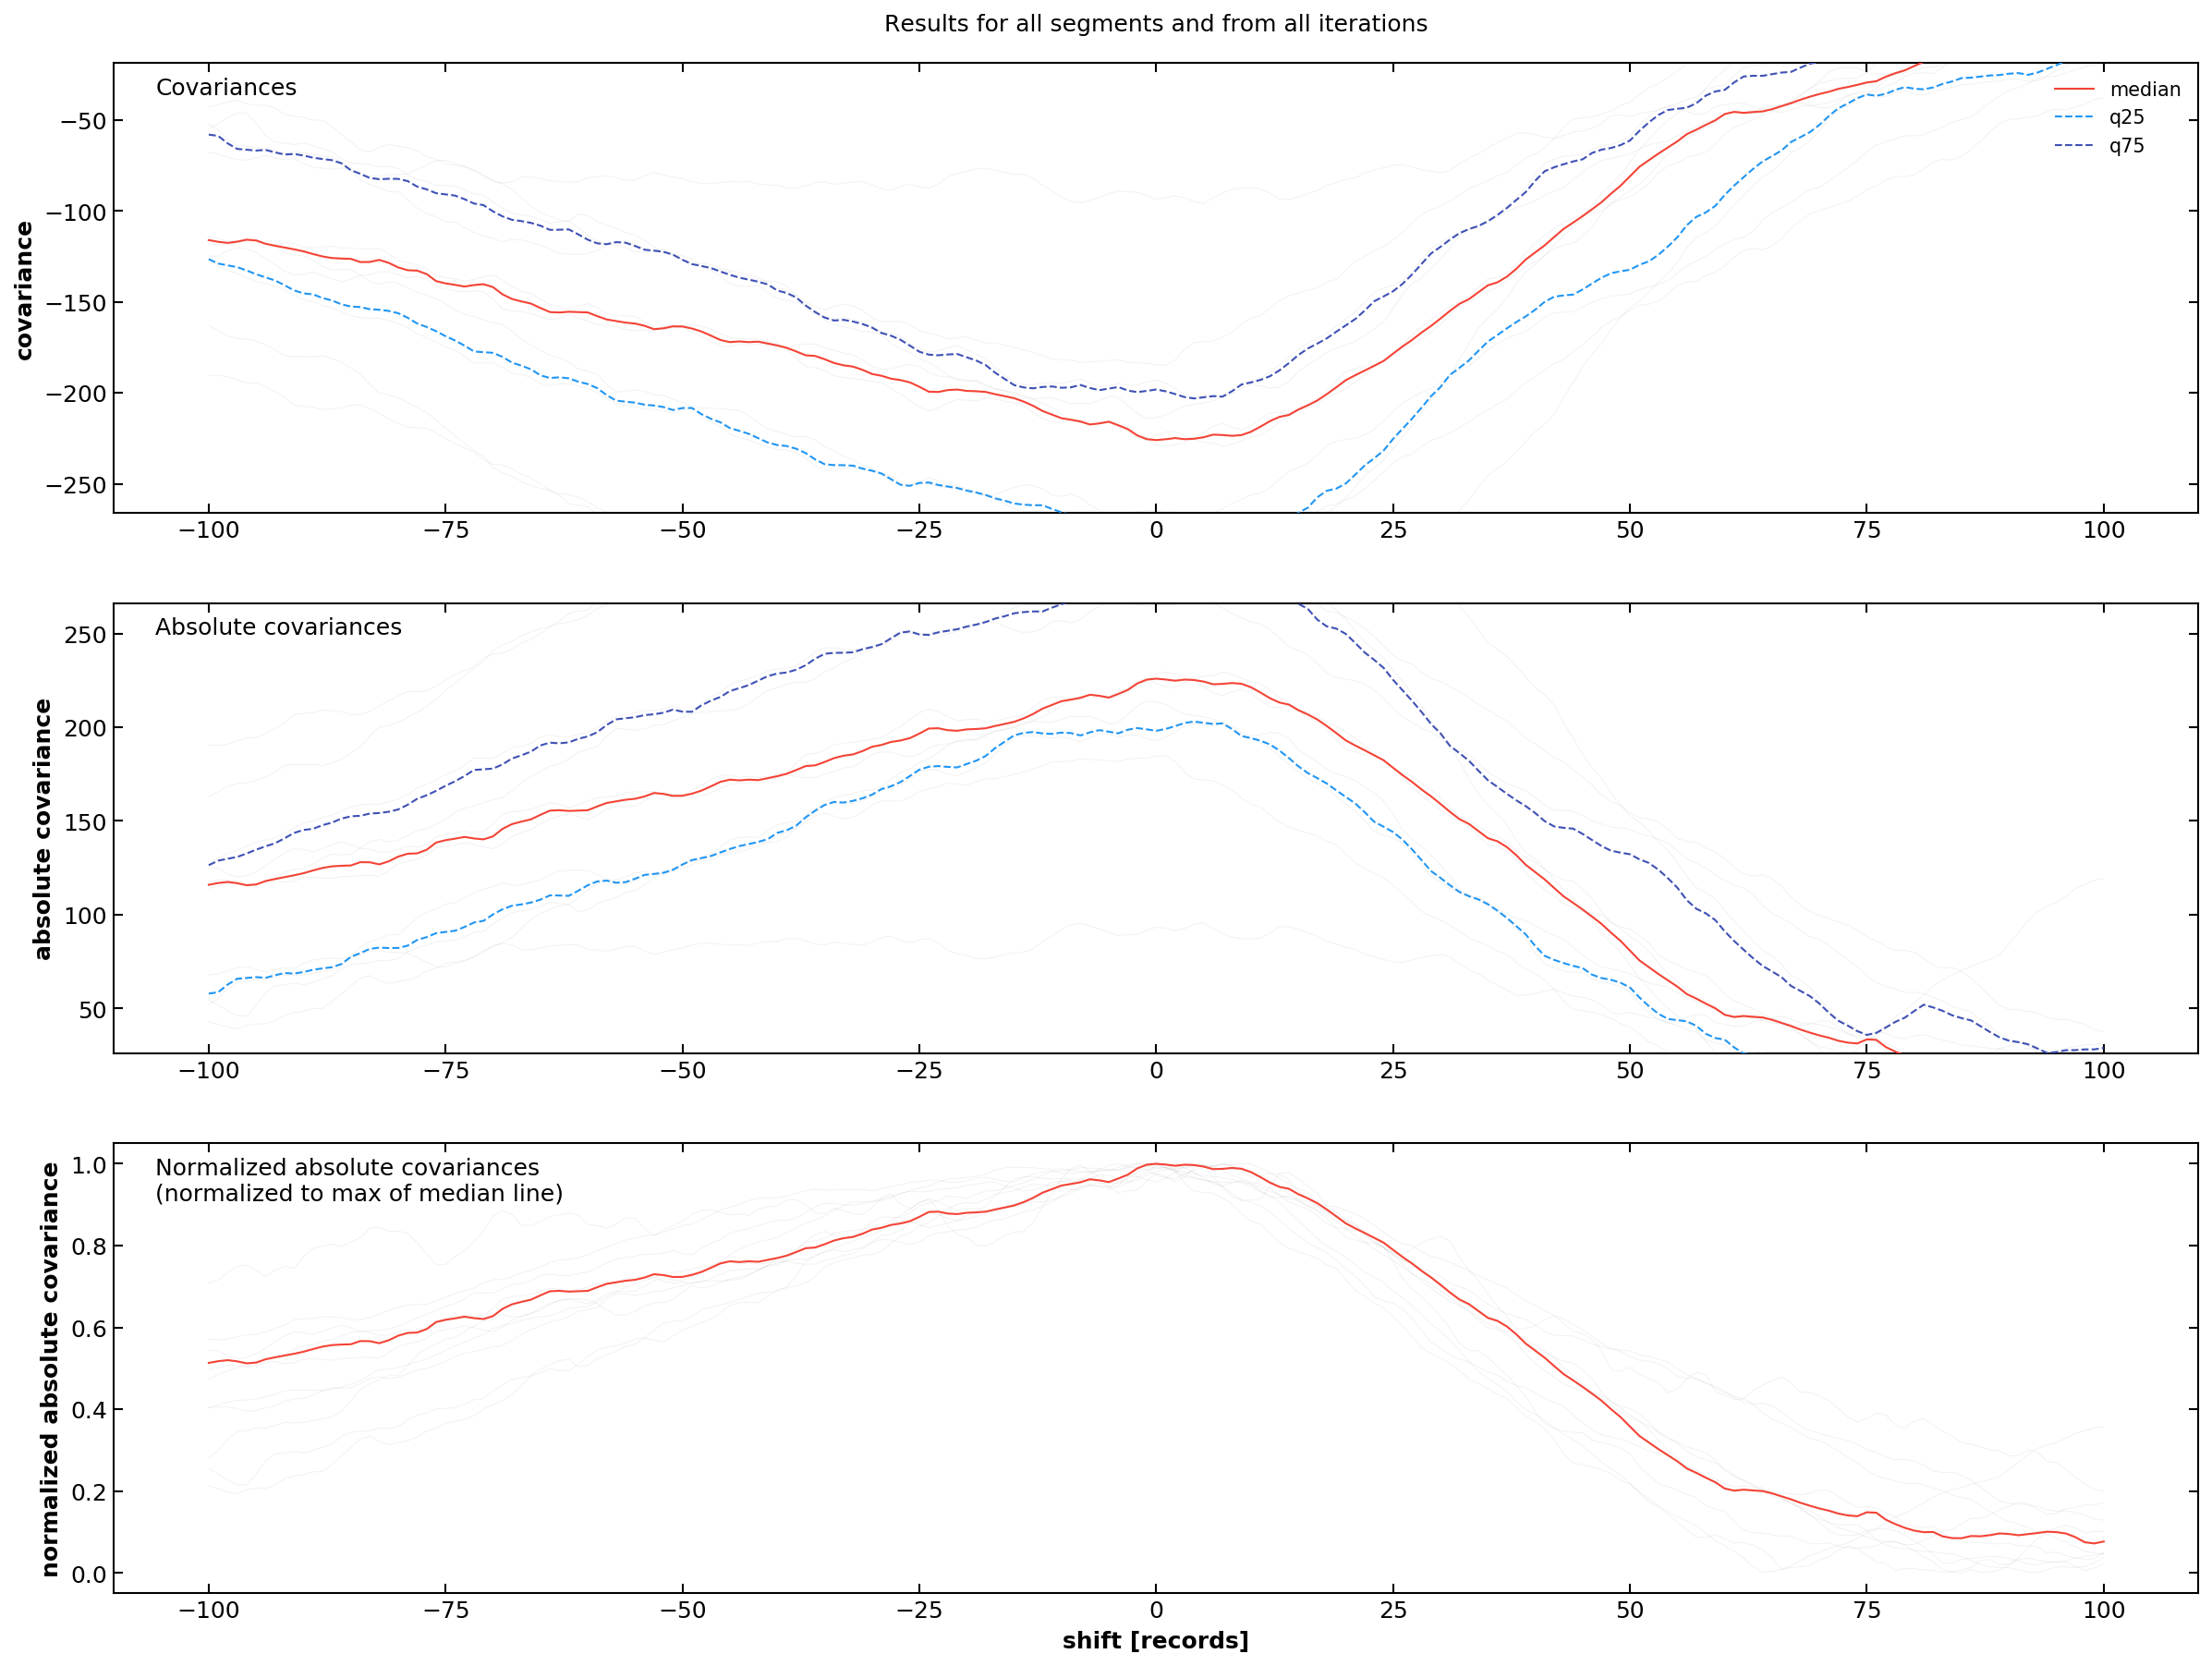 Results for all segments and from all iterations
Covariances
median
q25
q75
−50
−100
−150
−200
−250
covariance
−100 −75 −50 −25 0 25 50 75 100
Absolute covariances
250
200
150
100
50
absolute covariance
−100 −75 −50 −25 0 25 50 75 100
Normalized absolute covariances
(normalized to max of median line)
1.0
0.8
0.6
0.4
0.2
0.0
normalized absolute covariance
−100 −75 −50 −25 0 25 50 75 100
shift [records]